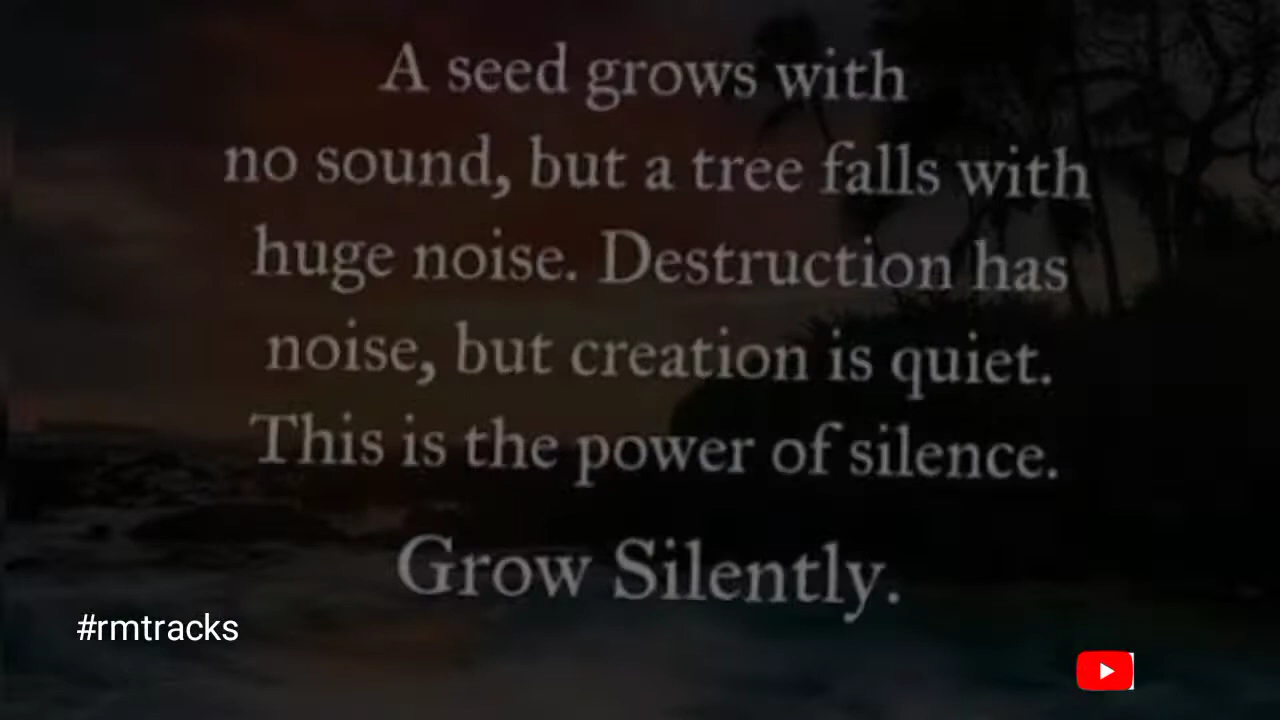 A seed grows with
no sound, but a tree falls with
huge noise. Destruction has
noise, but creation is quiet.
This is the power of silence.
Grow Silently.
#rmtracks